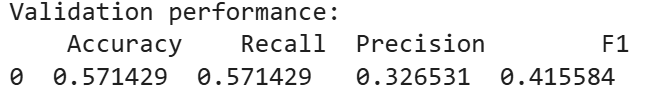 Validation performance:
Accuracy Recall Precision F1
0 0.571429 0.571429 0.326531 0.415584